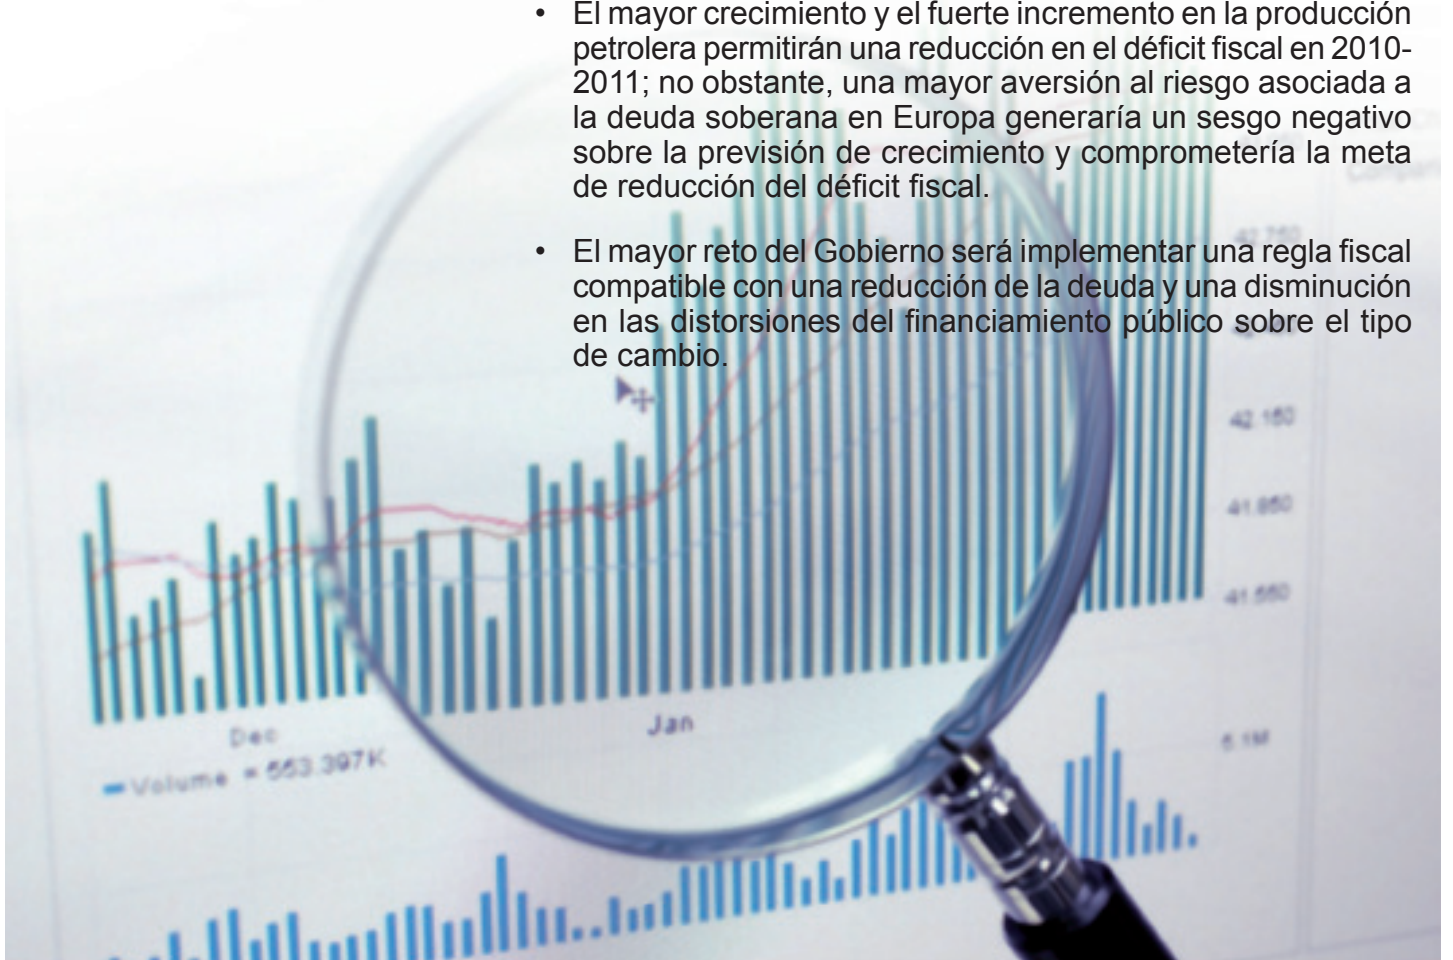 • El mayor crecimiento y el fuerte incremento en la producción
petrolera permitirán una reducción en el déficit fiscal en 2010-
2011; no obstante, una mayor aversión al riesgo asociada a
la deuda soberana en Europa generaría un sesgo negativo
sobre la previsión de crecimiento y comprometería la meta
de reducción del déficit fiscal.
• El mayor reto del Gobierno será implementar una regla fiscal
compatible con una reducción de la deuda y una disminución
en las distorsiones del financiamiento público sobre el tipo
de cambio.
42.750
42.150
41.850
41.550
Dec
Jan
Volume = 553.397K